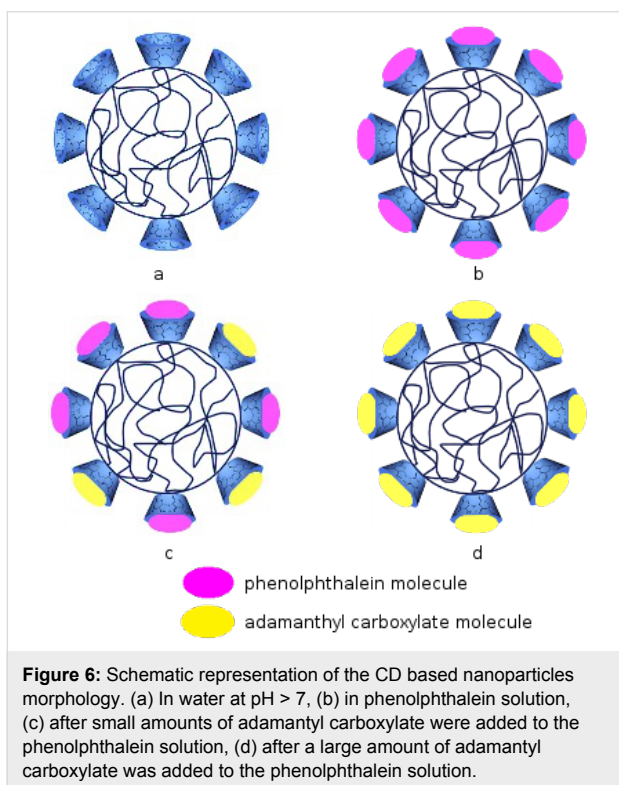 a
b
c
d
phenolphthalein molecule
adamanthyl carboxylate molecule
Figure 6: Schematic representation of the CD based nanoparticles
morphology. (a) In water at pH > 7, (b) in phenolphthalein solution,
(c) after small amounts of adamantyl carboxylate were added to the
phenolphthalein solution, (d) after a large amount of adamantyl
carboxylate was added to the phenolphthalein solution.